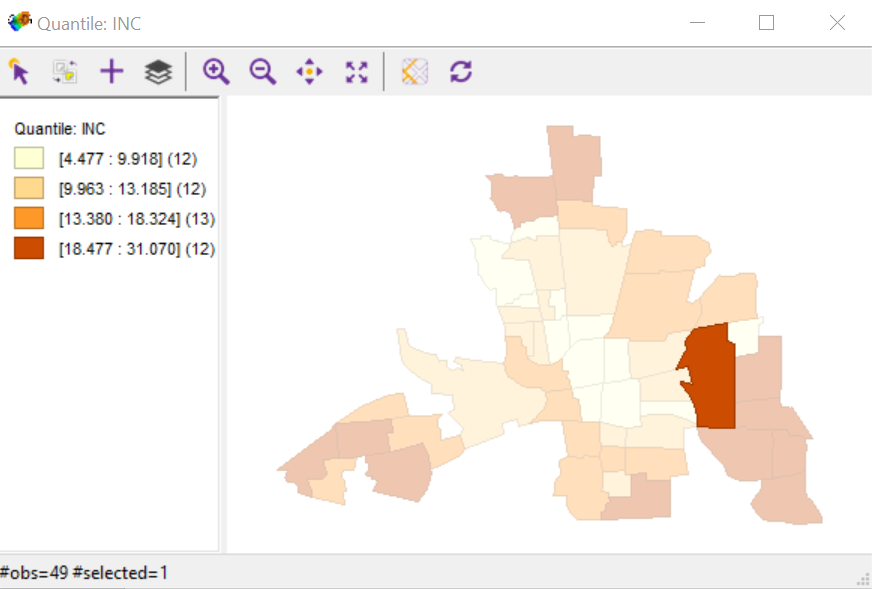 Quantile: INC
Quantile: INC
[4.477 : 9.918] (12)
[9.963 : 13.185] (12)
[13.380 : 18.324] (13)
[18.477 : 31.070] (12)
#obs=49 #selected=1